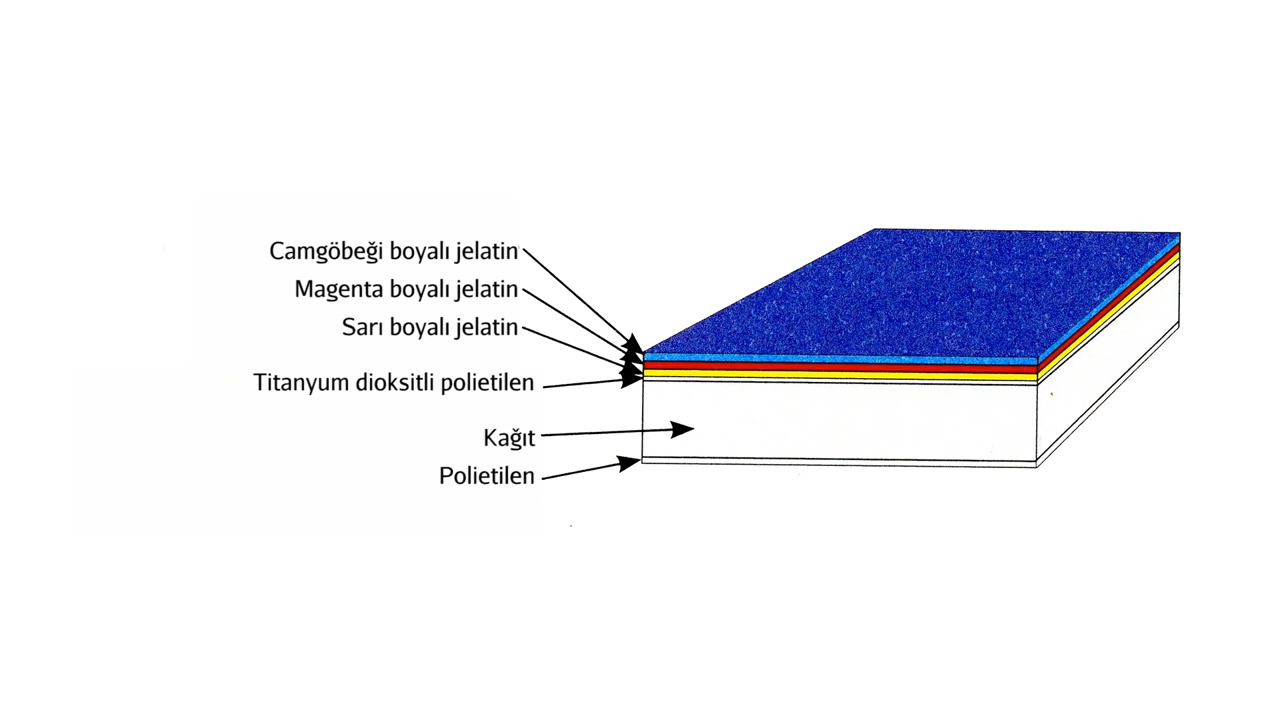 Camgöbeği boyalı jelatin
Magenta boyalı jelatin
Sarı boyalı jelatin
Titanyum dioksitli polietilen
Kağıt
Polietilen